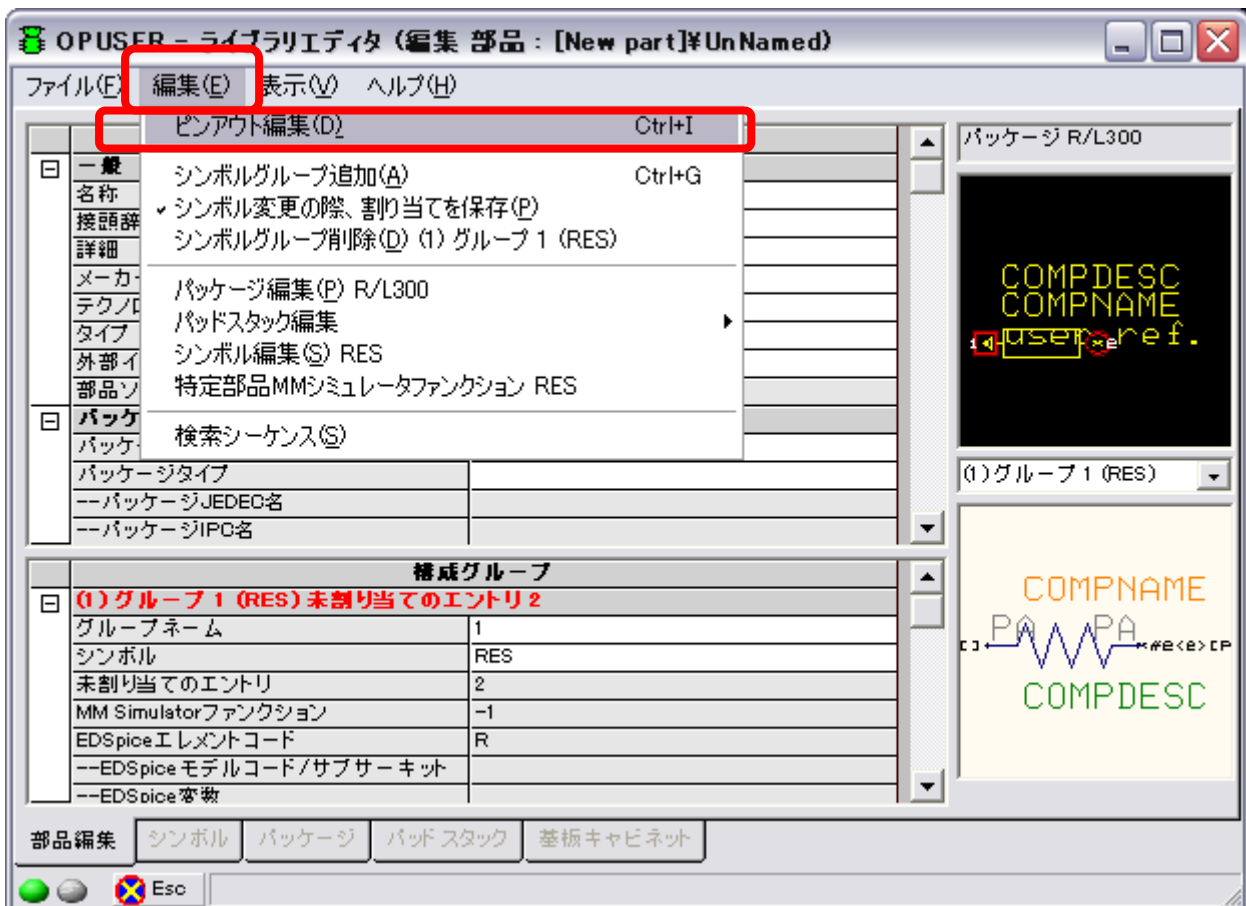 OPUSER - ライブラリエディタ (編集 部品 : [New part]¥UnNamed)
ファイル(F) 編集(E) 表示(V) ヘルプ(H)
ピンアウト編集(D) Ctrl+I
シンボルグループ追加(A) Ctrl+G
シンボル変更の際、割り当てを保存(P)
シンボルグループ削除(D) (1) グループ 1 (RES)
パッケージ編集(P) R/L300
パッドスタック編集
シンボル編集(S) RES
特定部品MMシミュレータファンクション RES
検索シーケンス(S)
一般
名称
接頭辞
詳細
メーカ
テクノロ
タイプ
外部イ
部品ソ
パッケ
パッケー
パッケージタイプ
--パッケージJEDEC名
--パッケージIPC名
パッケージ R/L300
COMPDESC
COMPNAME
user ref.
(1)グループ 1 (RES)
構成グループ
(1) グループ 1 (RES) 未割り当てのエントリ 2
グループネーム 1
シンボル RES
未割り当てのエントリ 2
MM Simulatorファンクション -1
EDSpiceエレメントコード R
--EDSpiceモデルコード/サブサーキット
--EDSpice変数
COMPNAME
PA PA
COMPDESC
部品編集 シンボル パッケージ パッド スタック 基板キャビネット
Esc